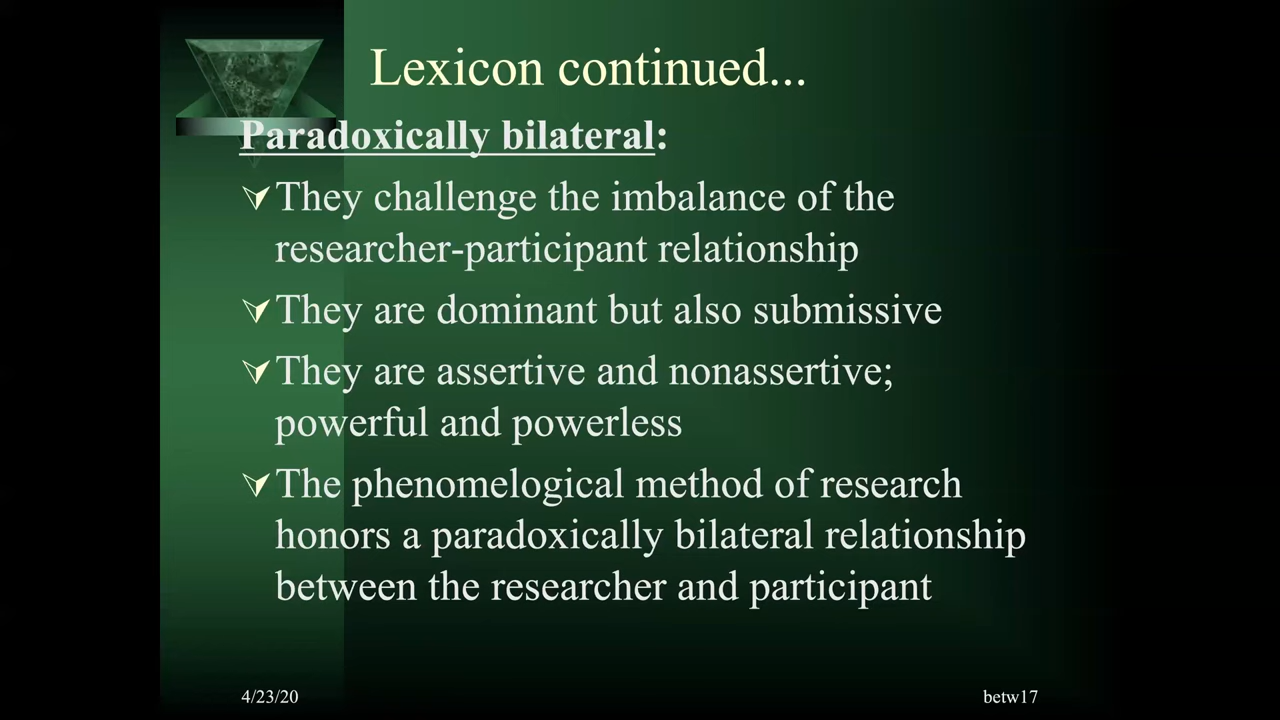 Lexicon continued...
Paradoxically bilateral:
They challenge the imbalance of the
researcher-participant relationship
They are dominant but also submissive
They are assertive and nonassertive;
powerful and powerless
The phenomelogical method of research
honors a paradoxically bilateral relationship
between the researcher and participant
4/23/20
betw17